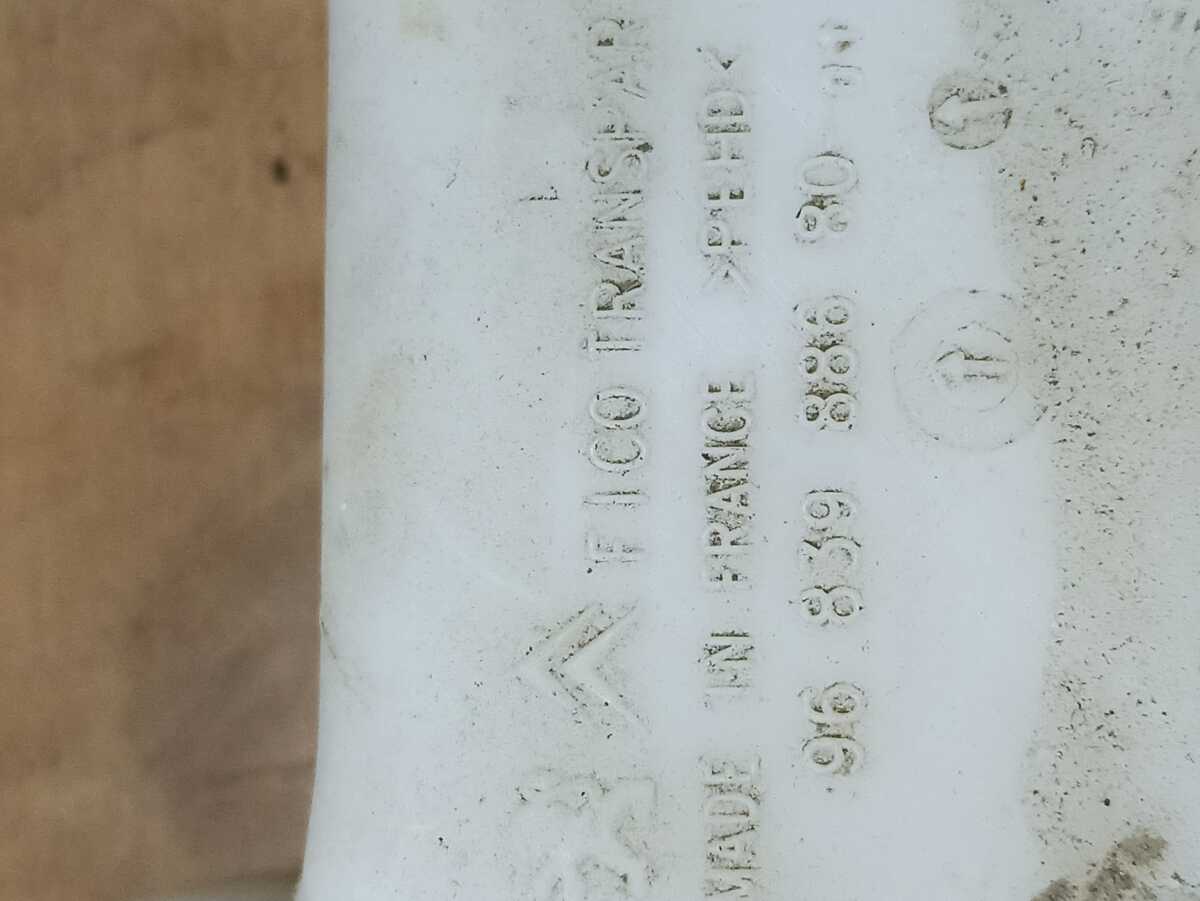 FICO TRANSPAR
MADE IN FRANCE >PEHD<
96 839 886 80